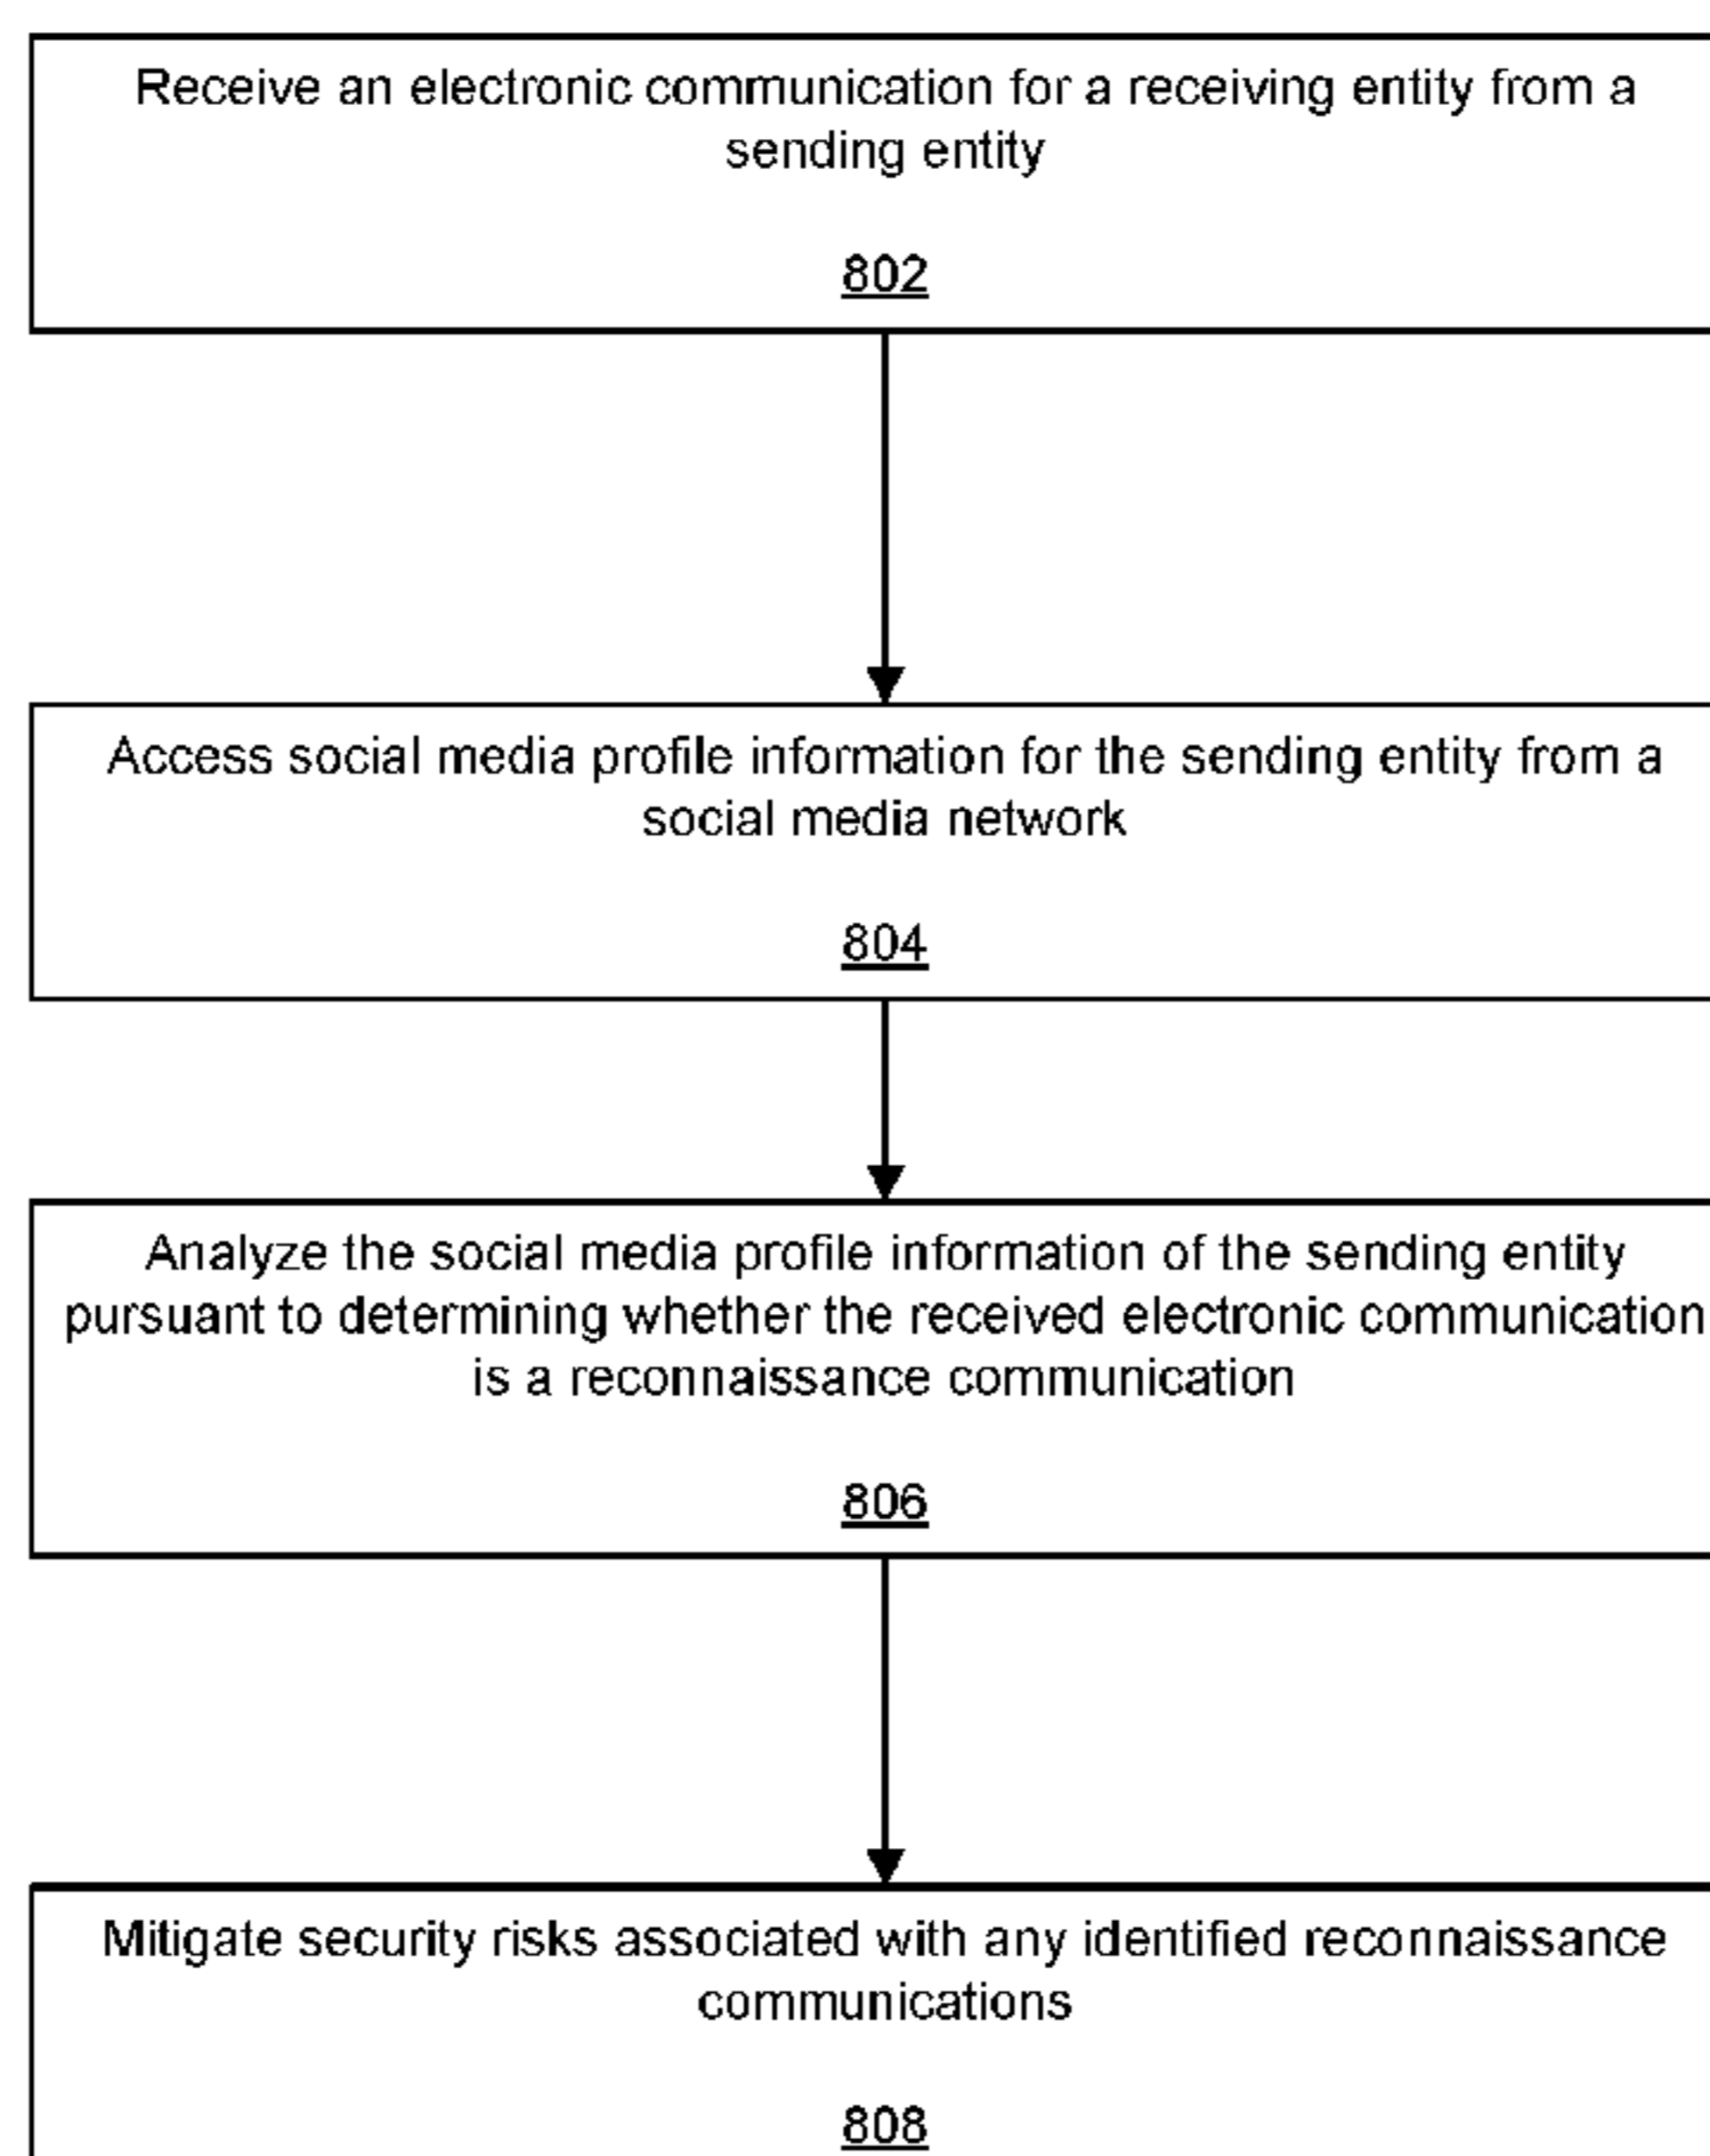 Receive an electronic communication for a receiving entity from a
sending entity
802
Access social media profile information for the sending entity from a
social media network
804
Analyze the social media profile information of the sending entity
pursuant to determining whether the received electronic communication
is a reconnaissance communication
806
Mitigate security risks associated with any identified reconnaissance
communications
808